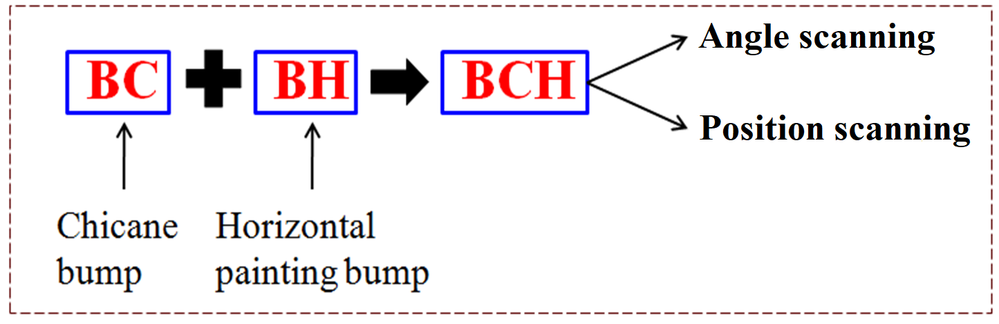 BC + BH BCH
Angle scanning
Position scanning
Chicane
bump
Horizontal
painting bump